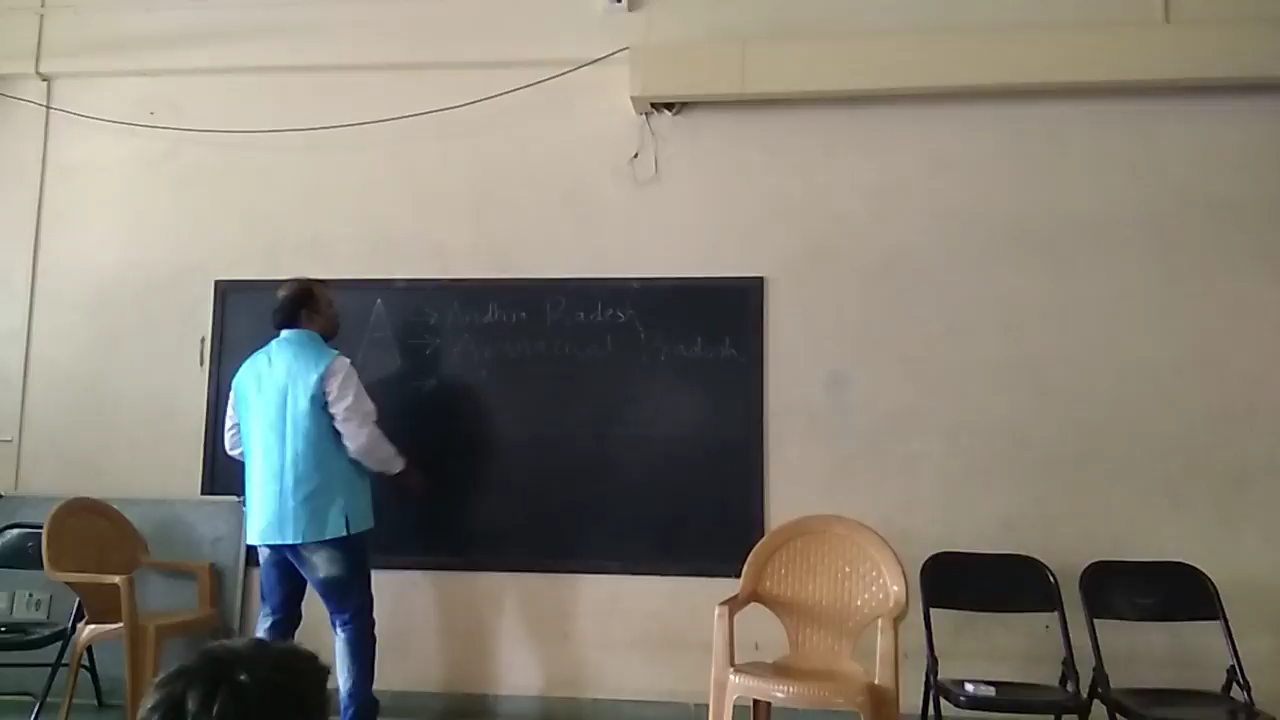 A → Andhra Pradesh
→ Arunachal Pradesh
→